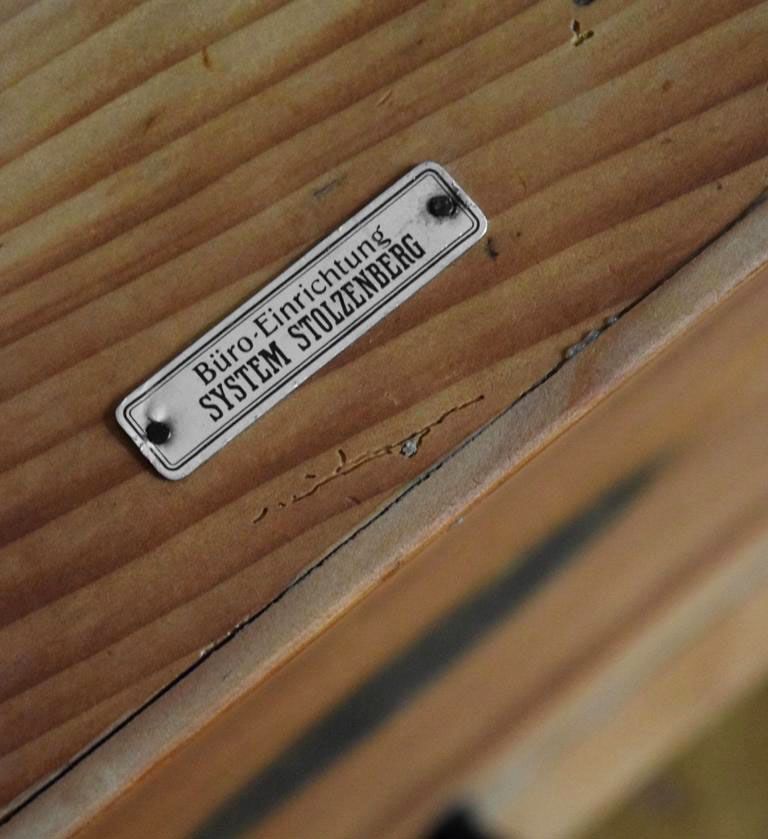 Büro-Einrichtung
SYSTEM STOLZENBERG